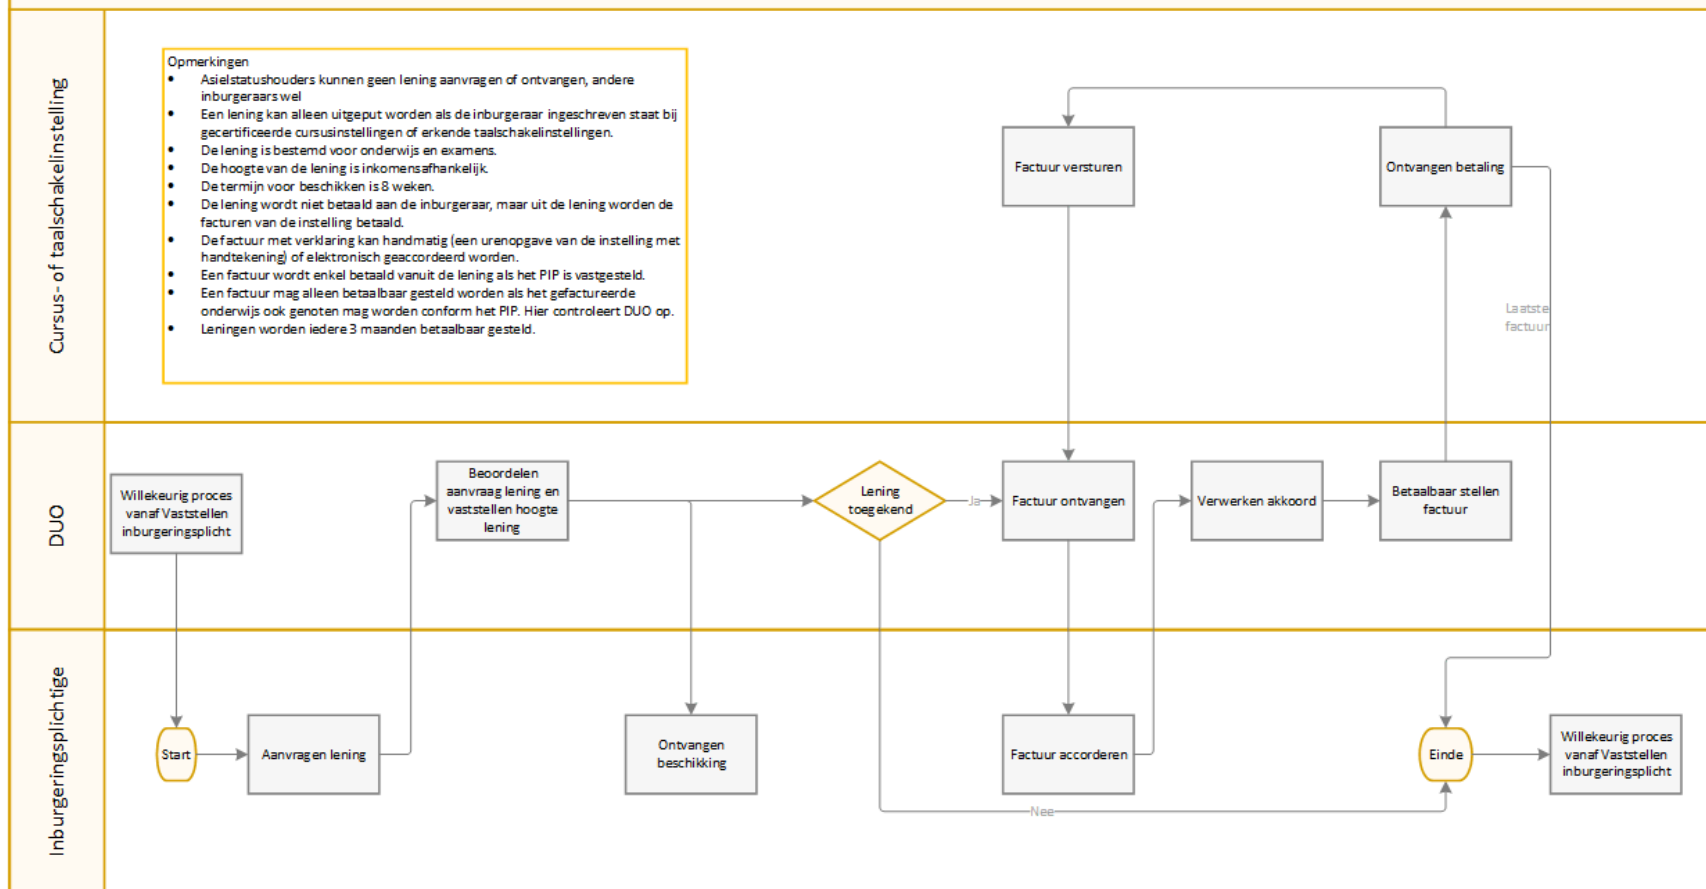 Cursus- of taalschakelinstelling
Opmerkingen
• Asielstatushouders kunnen geen lening aanvragen of ontvangen, andere
inburgeraars wel
• Een lening kan alleen uitgeput worden als de inburgeraar ingeschreven staat bij
gecertificeerde cursusinstellingen of erkende taalschakelinstellingen.
• De lening is bestemd voor onderwijs en examens.
• De hoogte van de lening is inkomensafhankelijk.
• De termijn voor beschikken is 8 weken.
• De lening wordt niet betaald aan de inburgeraar, maar uit de lening worden de
facturen van de instelling betaald.
• De factuur met verklaring kan handmatig (een urenopgave van de instelling met
handtekening) of elektronisch geaccordeerd worden.
• Een factuur wordt enkel betaald vanuit de lening als het PIP is vastgesteld.
• Een factuur mag alleen betaalbaar gesteld worden als het gefactureerde
onderwijs ook genoten mag worden conform het PIP. Hier controleert DUO op.
• Leningen worden iedere 3 maanden betaalbaar gesteld.
Factuur versturen
Ontvangen betaling
Laatste
factuur
DUO
Willekeurig proces
vanaf Vaststellen
inburgeringsplicht
Beoordelen
aanvraag lening en
vaststellen hoogte
lening
Lening
toegekend
Ja
Factuur ontvangen
Verwerken akkoord
Betaalbaar stellen
factuur
Inburgeringsplichtige
Start
Aanvragen lening
Ontvangen
beschikking
Factuur accorderen
Nee
Einde
Willekeurig proces
vanaf Vaststellen
inburgeringsplicht